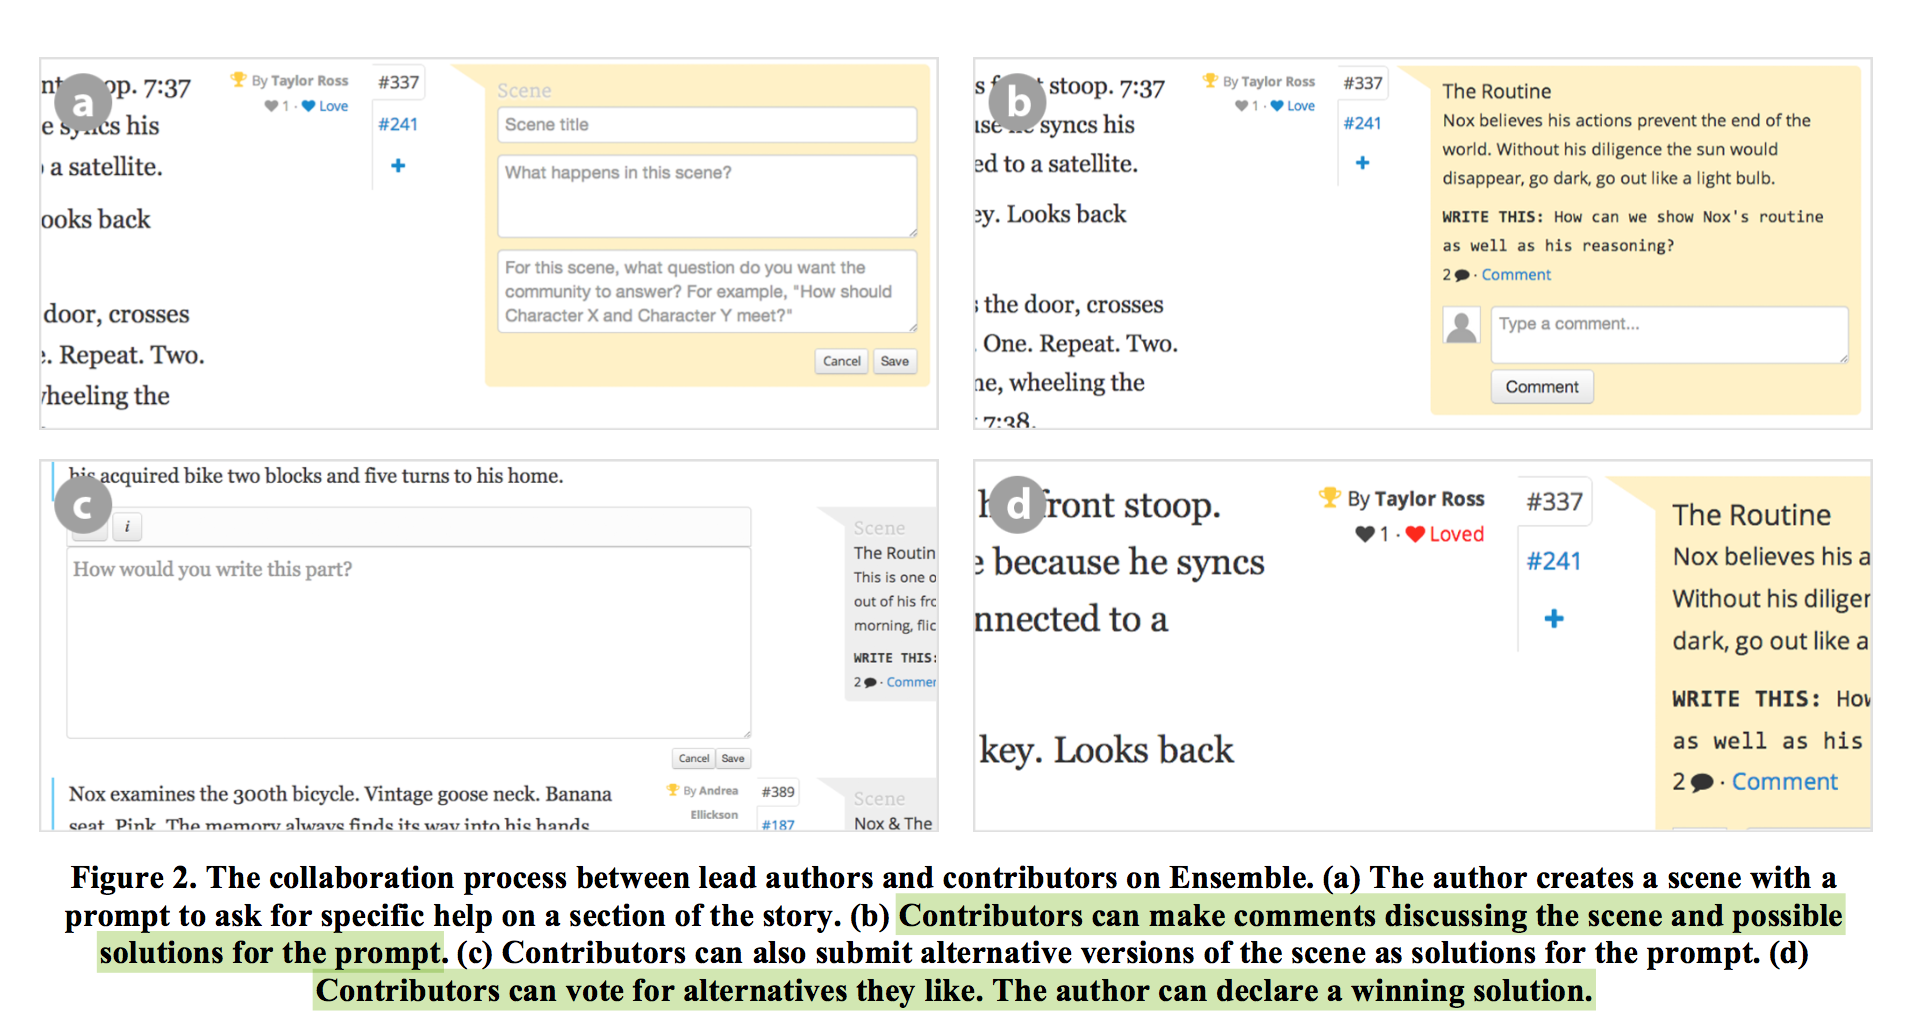 a
op. 7:37
By Taylor Ross
1 · Love
#337
#241
+
e syncs his
a satellite.
ooks back
door, crosses
e. Repeat. Two.
wheeling the
Scene
Scene title
What happens in this scene?
For this scene, what question do you want the
community to answer? For example, "How should
Character X and Character Y meet?"
Cancel Save
b
s f stoop. 7:37
By Taylor Ross
1 · Love
#337
#241
+
use he syncs his
ed to a satellite.
ey. Looks back
s the door, crosses
. One. Repeat. Two.
ne, wheeling the
7:38.
The Routine
Nox believes his actions prevent the end of the
world. Without his diligence the sun would
disappear, go dark, go out like a light bulb.
WRITE THIS: How can we show Nox's routine
as well as his reasoning?
2 · Comment
Type a comment...
Comment
c
his acquired bike two blocks and five turns to his home.
i
How would you write this part?
Cancel Save
Scene
The Routin
This is one o
out of his fro
morning, flic
WRITE THIS:
2 · Commer
Nox examines the 300th bicycle. Vintage goose neck. Banana
seat. Pink. The memory always finds its way into his hands
By Andrea
Ellickson
#389
#187
Scene
Nox & The
d
h front stoop.
e because he syncs
nnected to a
key. Looks back
By Taylor Ross
1 · Loved
#337
#241
+
The Routine
Nox believes his a
Without his diliger
dark, go out like a
WRITE THIS: How
as well as his
2 · Comment
Figure 2. The collaboration process between lead authors and contributors on Ensemble. (a) The author creates a scene with a
prompt to ask for specific help on a section of the story. (b) Contributors can make comments discussing the scene and possible
solutions for the prompt. (c) Contributors can also submit alternative versions of the scene as solutions for the prompt. (d)
Contributors can vote for alternatives they like. The author can declare a winning solution.